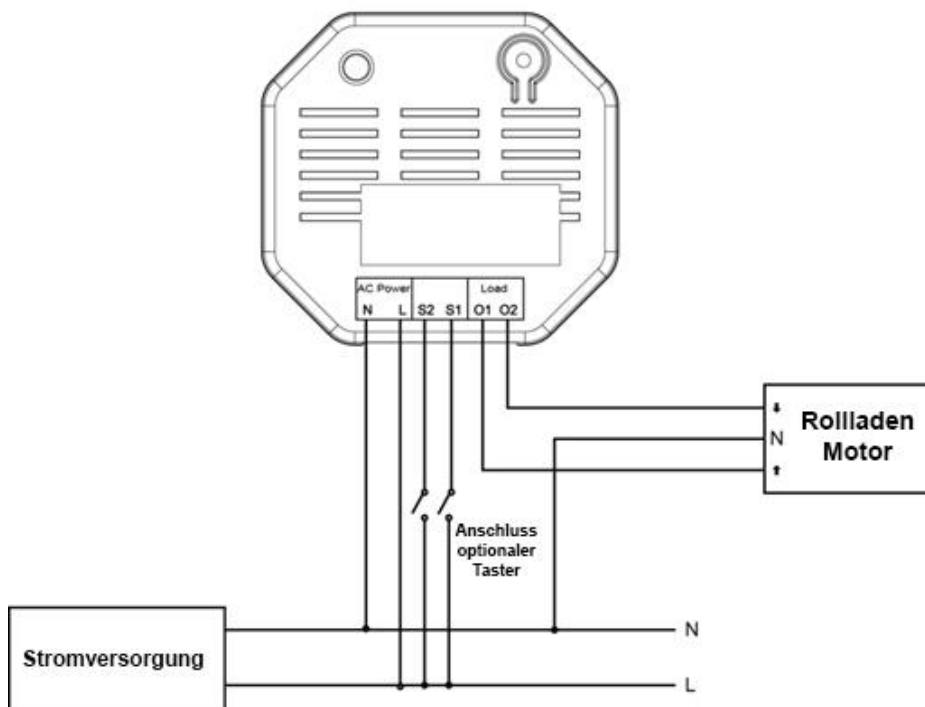 AC Power
Load
N L S2 S1 O1 O2
Rollladen
Motor
N
Anschluss
optionaler
Taster
Stromversorgung
N
L